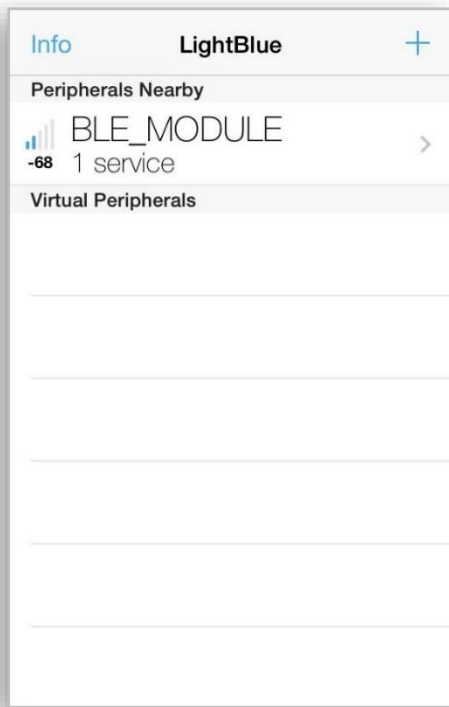 Info LightBlue +
Peripherals Nearby
BLE_MODULE
-68 1 service
Virtual Peripherals